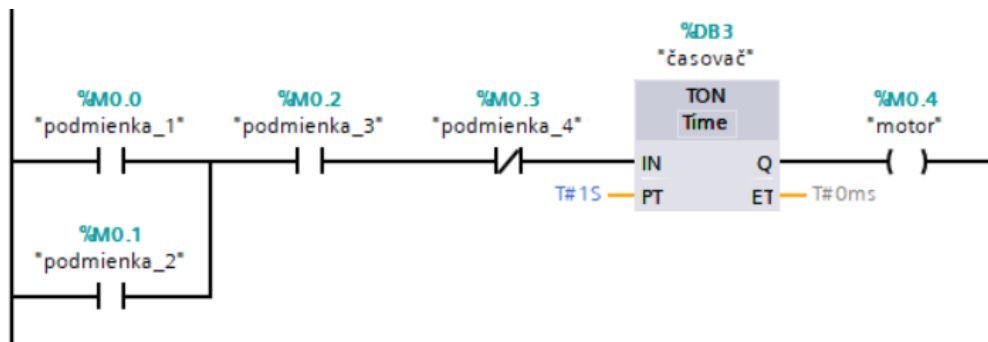 %DB3
"časovač"
%M0.0
"podmienka_1"
%M0.2
"podmienka_3"
%M0.3
"podmienka_4"
TON
Time
%M0.4
"motor"
IN
Q
T#1S
PT
ET
T#0ms
%M0.1
"podmienka_2"